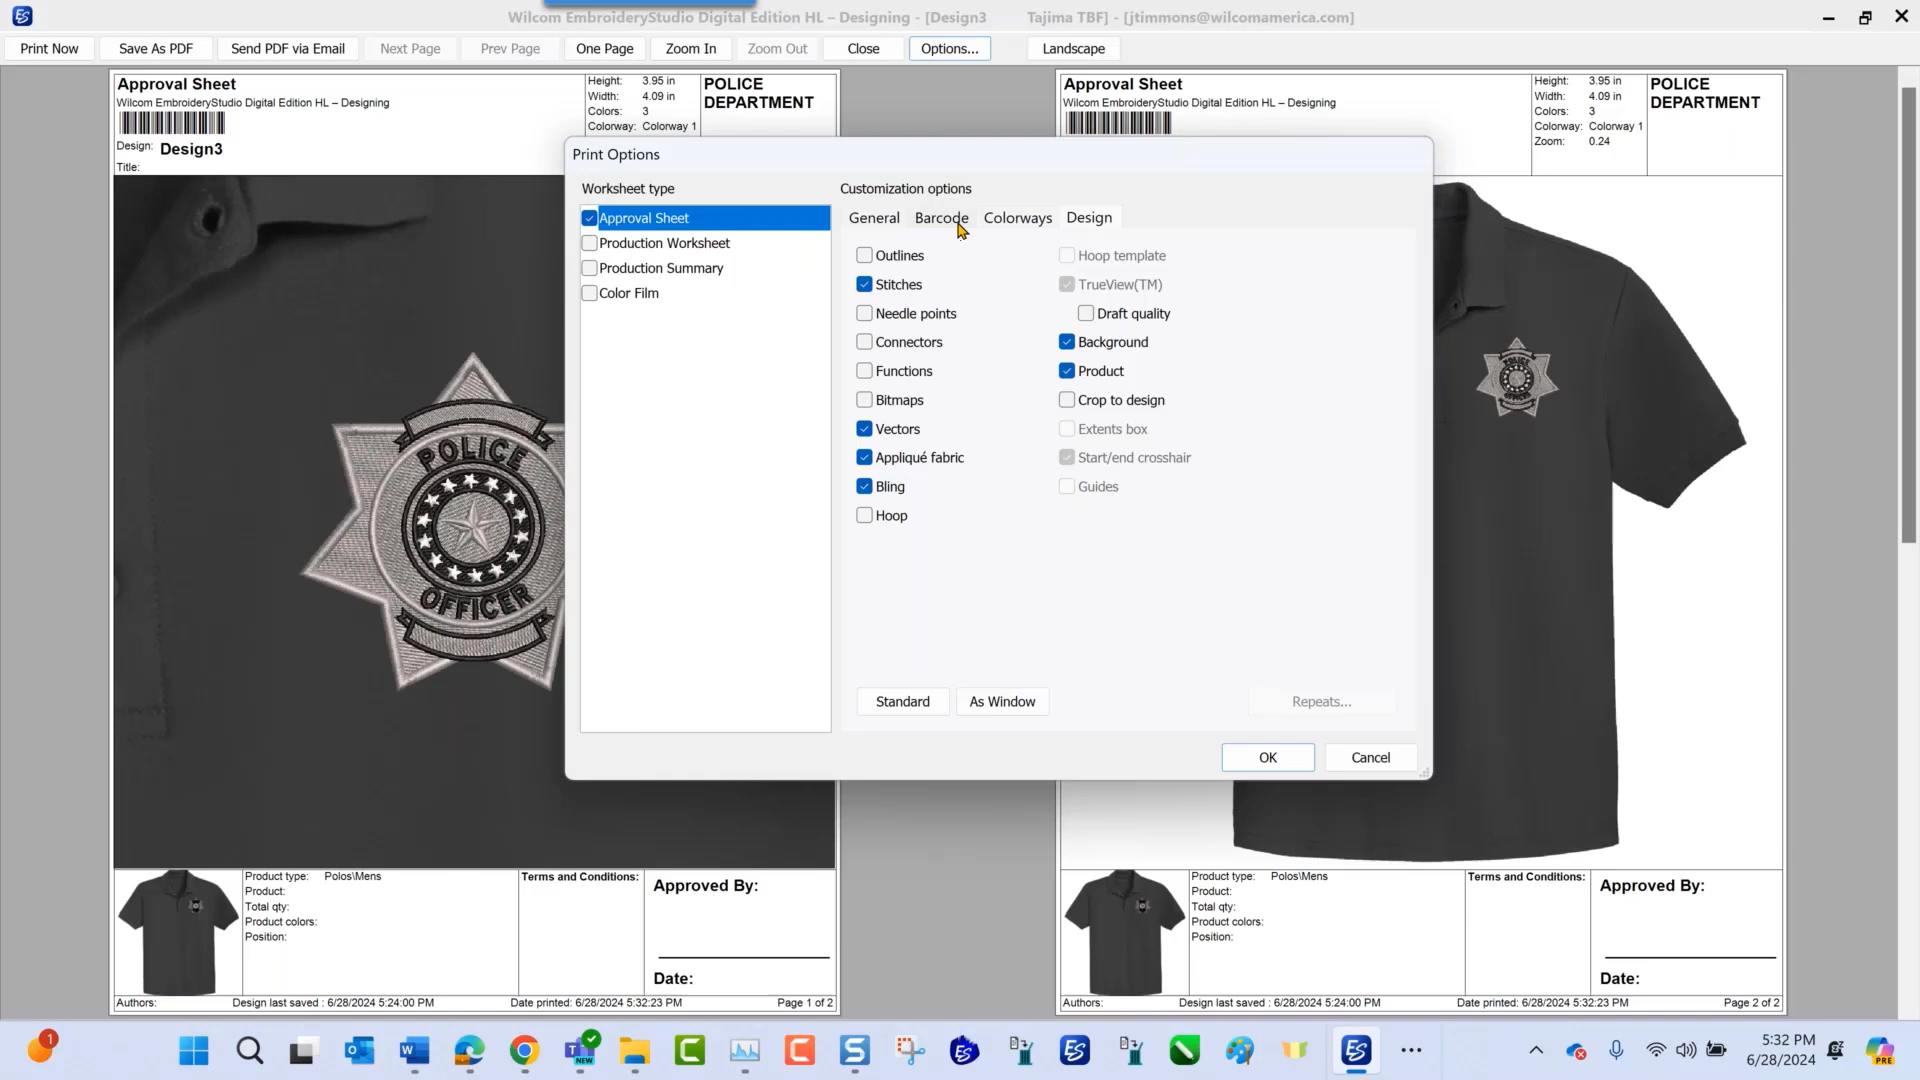 Wilcom EmbroideryStudio Digital Edition HL – Designing - [Design3 Tajima TBF] - [jtimmons@wilcomamerica.com]
Print Now Save As PDF Send PDF via Email Next Page Prev Page One Page Zoom In Zoom Out Close Options... Landscape
Approval Sheet
Wilcom EmbroideryStudio Digital Edition HL – Designing
Design: Design3
Title:
Height: 3.95 in
Width: 4.09 in
Colors: 3
Colorway: Colorway 1
POLICE
DEPARTMENT
Approval Sheet
Wilcom EmbroideryStudio Digital Edition HL – Designing
Height: 3.95 in
Width: 4.09 in
Colors: 3
Colorway: Colorway 1
Zoom: 0.24
POLICE
DEPARTMENT
Print Options
Worksheet type
Approval Sheet
Production Worksheet
Production Summary
Color Film
Customization options
General Barcode Colorways Design
Outlines
Stitches
Needle points
Connectors
Functions
Bitmaps
Vectors
Appliqué fabric
Bling
Hoop
Hoop template
TrueView(TM)
Draft quality
Background
Product
Crop to design
Extents box
Start/end crosshair
Guides
Standard As Window Repeats...
OK Cancel
POLICE
OFFICER
POLICE
OFFICER
Product type: Polos\Mens
Product:
Total qty:
Product colors:
Position:
Terms and Conditions:
Approved By:
Date:
Authors: Design last saved : 6/28/2024 5:24:00 PM Date printed: 6/28/2024 5:32:23 PM Page 1 of 2
Product type: Polos\Mens
Product:
Total qty:
Product colors:
Position:
Terms and Conditions:
Approved By:
Date:
Authors: Design last saved : 6/28/2024 5:24:00 PM Date printed: 6/28/2024 5:32:23 PM Page 2 of 2
1
NEW
5:32 PM
6/28/2024
PRE